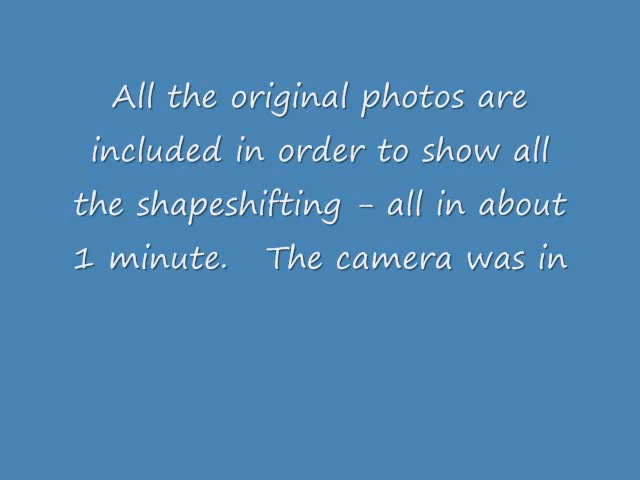 All the original photos are
included in order to show all
the shapeshifting - all in about
1 minute.   The camera was in